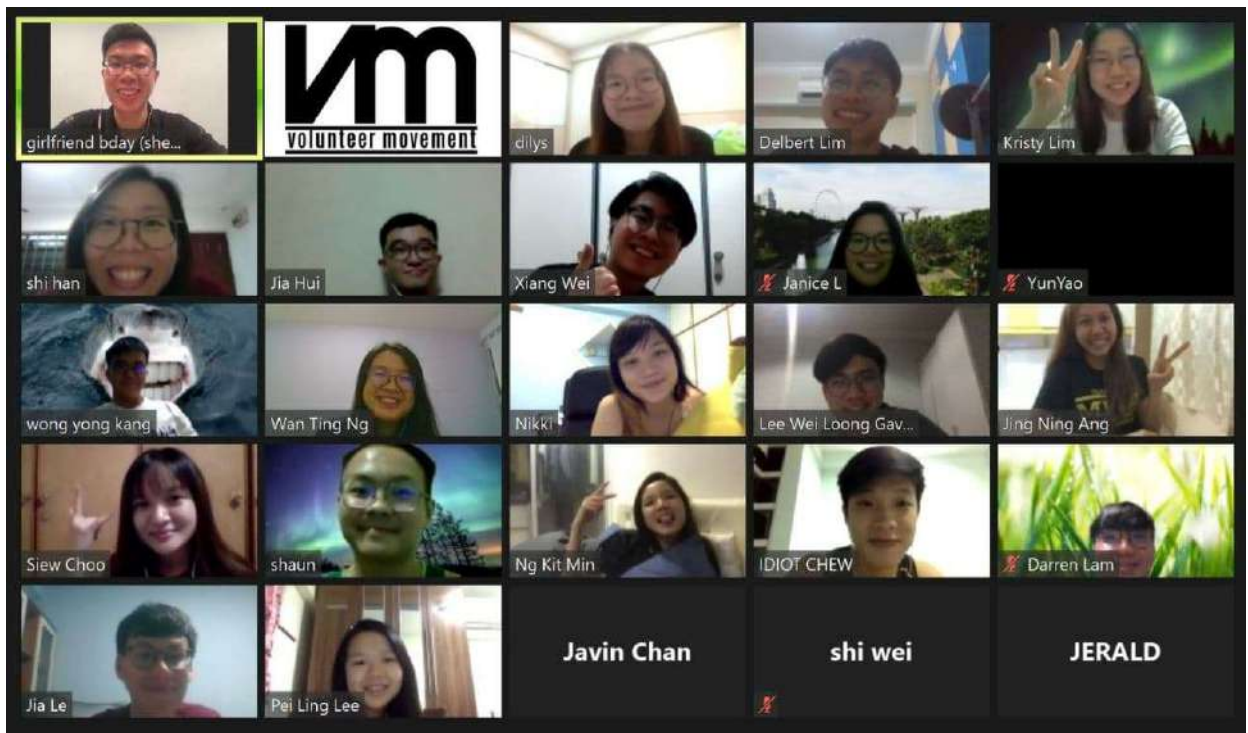 girlfriend bday (she...
vm
volunteer movement
dilys
Delbert Lim
Kristy Lim
shi han
Jia Hui
Xiang Wei
Janice L
YunYao
wong yong kang
Wan Ting Ng
Nikki
Lee Wei Loong Gav...
Jing Ning Ang
Siew Choo
shaun
Ng Kit Min
IDIOT CHEW
Darren Lam
Jia Le
Pei Ling Lee
Javin Chan
shi wei
JERALD